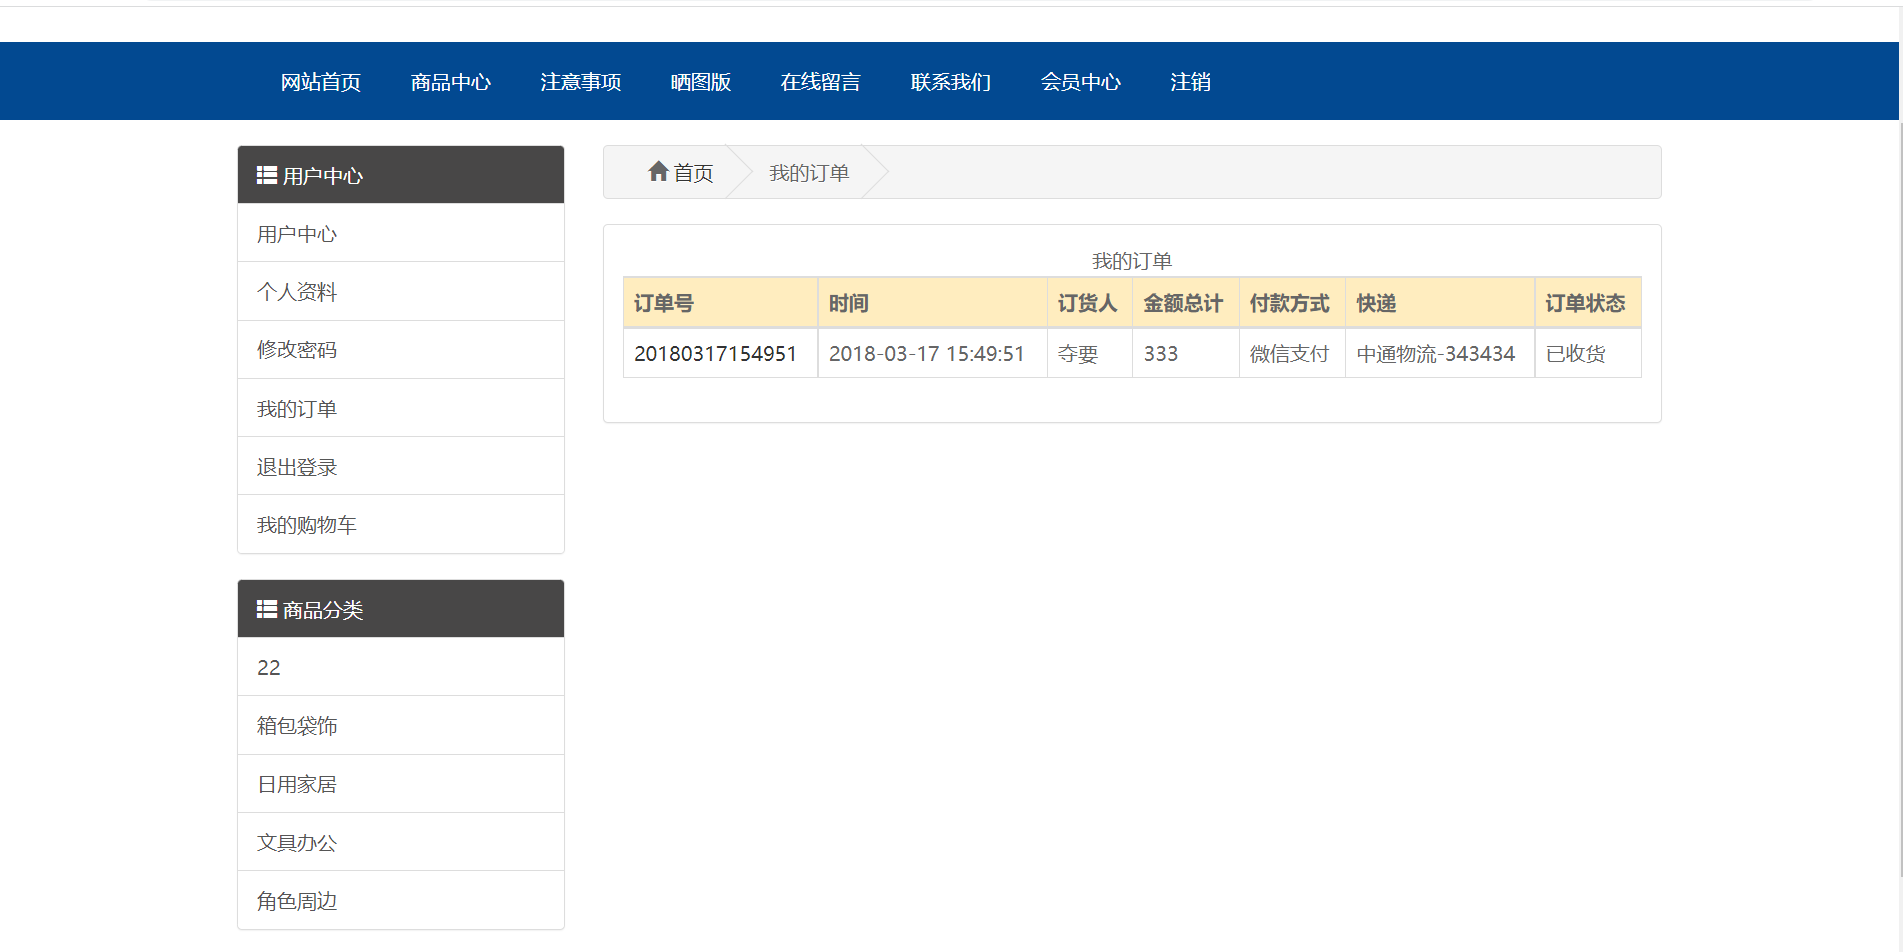 网站首页 商品中心 注意事项 晒图版 在线留言 联系我们 会员中心 注销
用户中心
用户中心
个人资料
修改密码
我的订单
退出登录
我的购物车
商品分类
22
箱包袋饰
日用家居
文具办公
角色周边
首页 我的订单
我的订单
订单号 时间 订货人 金额总计 付款方式 快递 订单状态
20180317154951 2018-03-17 15:49:51 夺要 333 微信支付 中通物流-343434 已收货